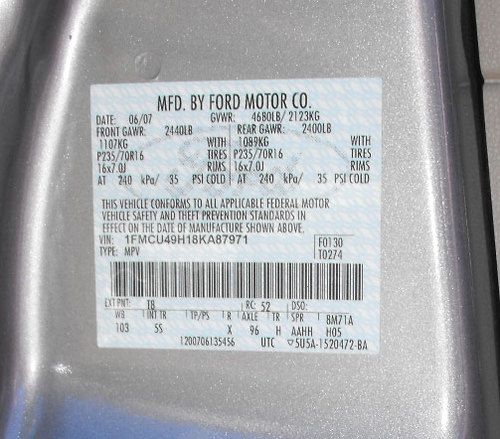 MFD. BY FORD MOTOR CO.
DATE: 06/07 GVWR: 4680LB/ 2123KG
FRONT GAWR: 2440LB REAR GAWR: 2400LB
1107KG WITH 1089KG WITH
P235/70R16 TIRES P235/70R16 TIRES
16x7.0J RIMS 16x7.0J RIMS
AT 240 kPa/ 35 PSI COLD AT 240 kPa/ 35 PSI COLD
THIS VEHICLE CONFORMS TO ALL APPLICABLE FEDERAL MOTOR
VEHICLE SAFETY AND THEFT PREVENTION STANDARDS IN
EFFECT ON THE DATE OF MANUFACTURE SHOWN ABOVE.
VIN: 1FMCU49H18KA87971 F0130
TYPE: MPV T0274
EXT PNT: T8 RC: 52 DSO:
WB INT TR TP/PS R AXLE TR SPR 8M71A
103 5S X 96 H AAHH H05
1200706135456 UTC ▽5U5A-1520472-BA